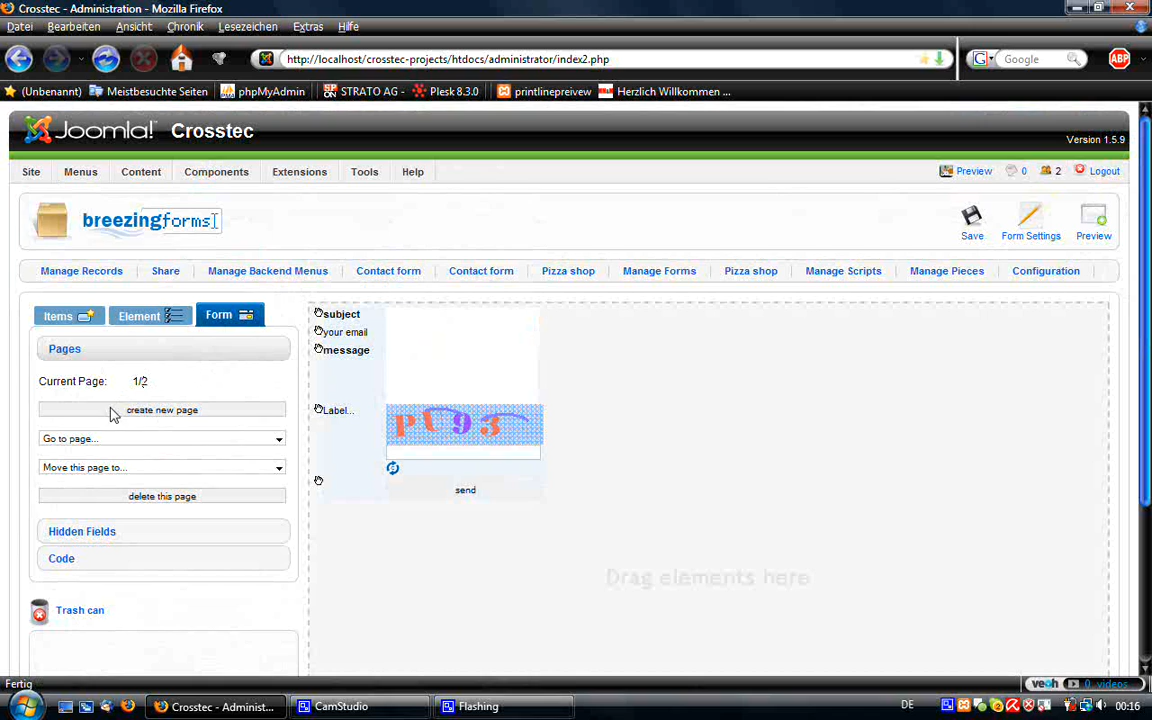 Crosstec - Administration - Mozilla Firefox
Datei Bearbeiten Ansicht Chronik Lesezeichen Extras Hilfe
http://localhost/crosstec-projects/htdocs/administrator/index2.php
Google
ABP
(Unbenannt) Meistbesuchte Seiten phpMyAdmin STRATO AG - Plesk 8.3.0 printlinepreivew Herzlich Willkommen ...
Joomla! Crosstec
Version 1.5.9
Site Menus Content Components Extensions Tools Help Preview 0 2 Logout
breezingforms
Save Form Settings Preview
Manage Records Share Manage Backend Menus Contact form Contact form Pizza shop Manage Forms Pizza shop Manage Scripts Manage Pieces Configuration
Items Element Form
Pages
Current Page: 1/2
create new page
Go to page...
Move this page to...
delete this page
Hidden Fields
Code
Trash can
subject
your email
message
Label...
pt93
send
Drag elements here
Fertig
veoh 0 videos
Crosstec - Administ... CamStudio Flashing DE 00:16